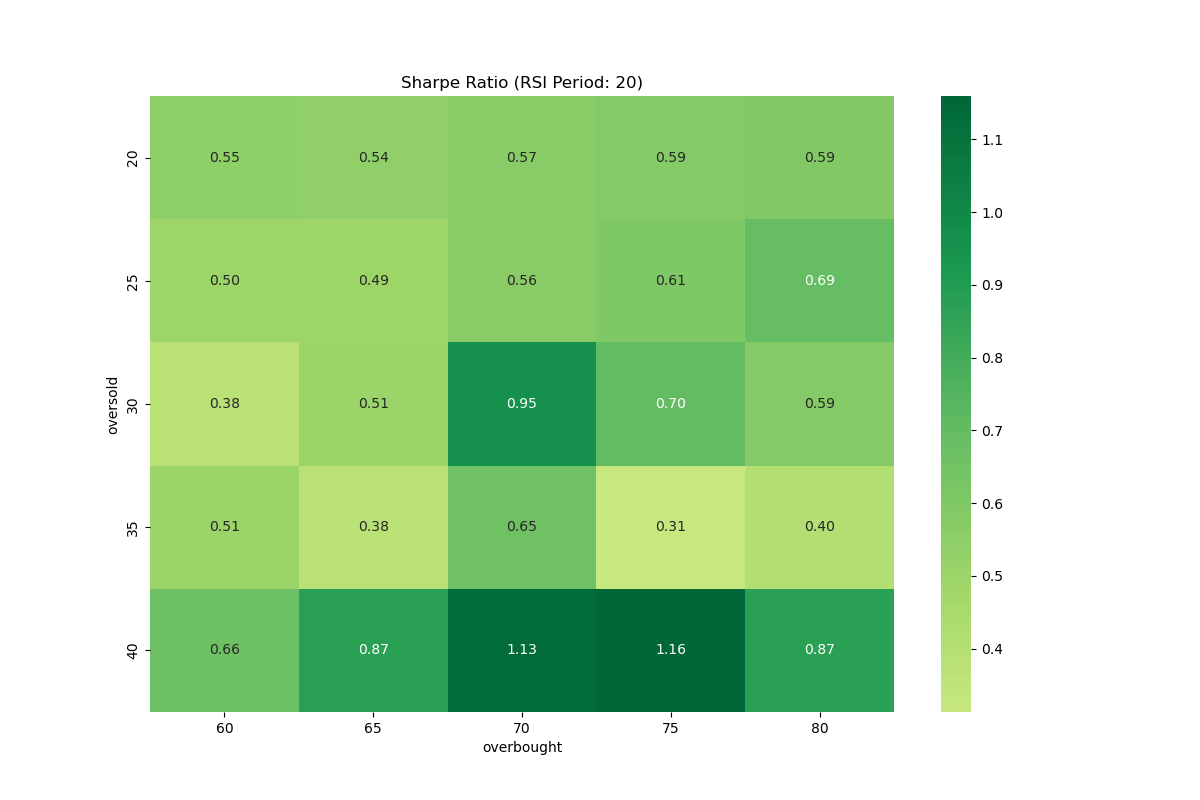 Sharpe Ratio (RSI Period: 20)
20 0.55 0.54 0.57 0.59 0.59
25 0.50 0.49 0.56 0.61 0.69
30 0.38 0.51 0.95 0.70 0.59
35 0.51 0.38 0.65 0.31 0.40
40 0.66 0.87 1.13 1.16 0.87
60 65 70 75 80
overbought
oversold
1.1
1.0
0.9
0.8
0.7
0.6
0.5
0.4